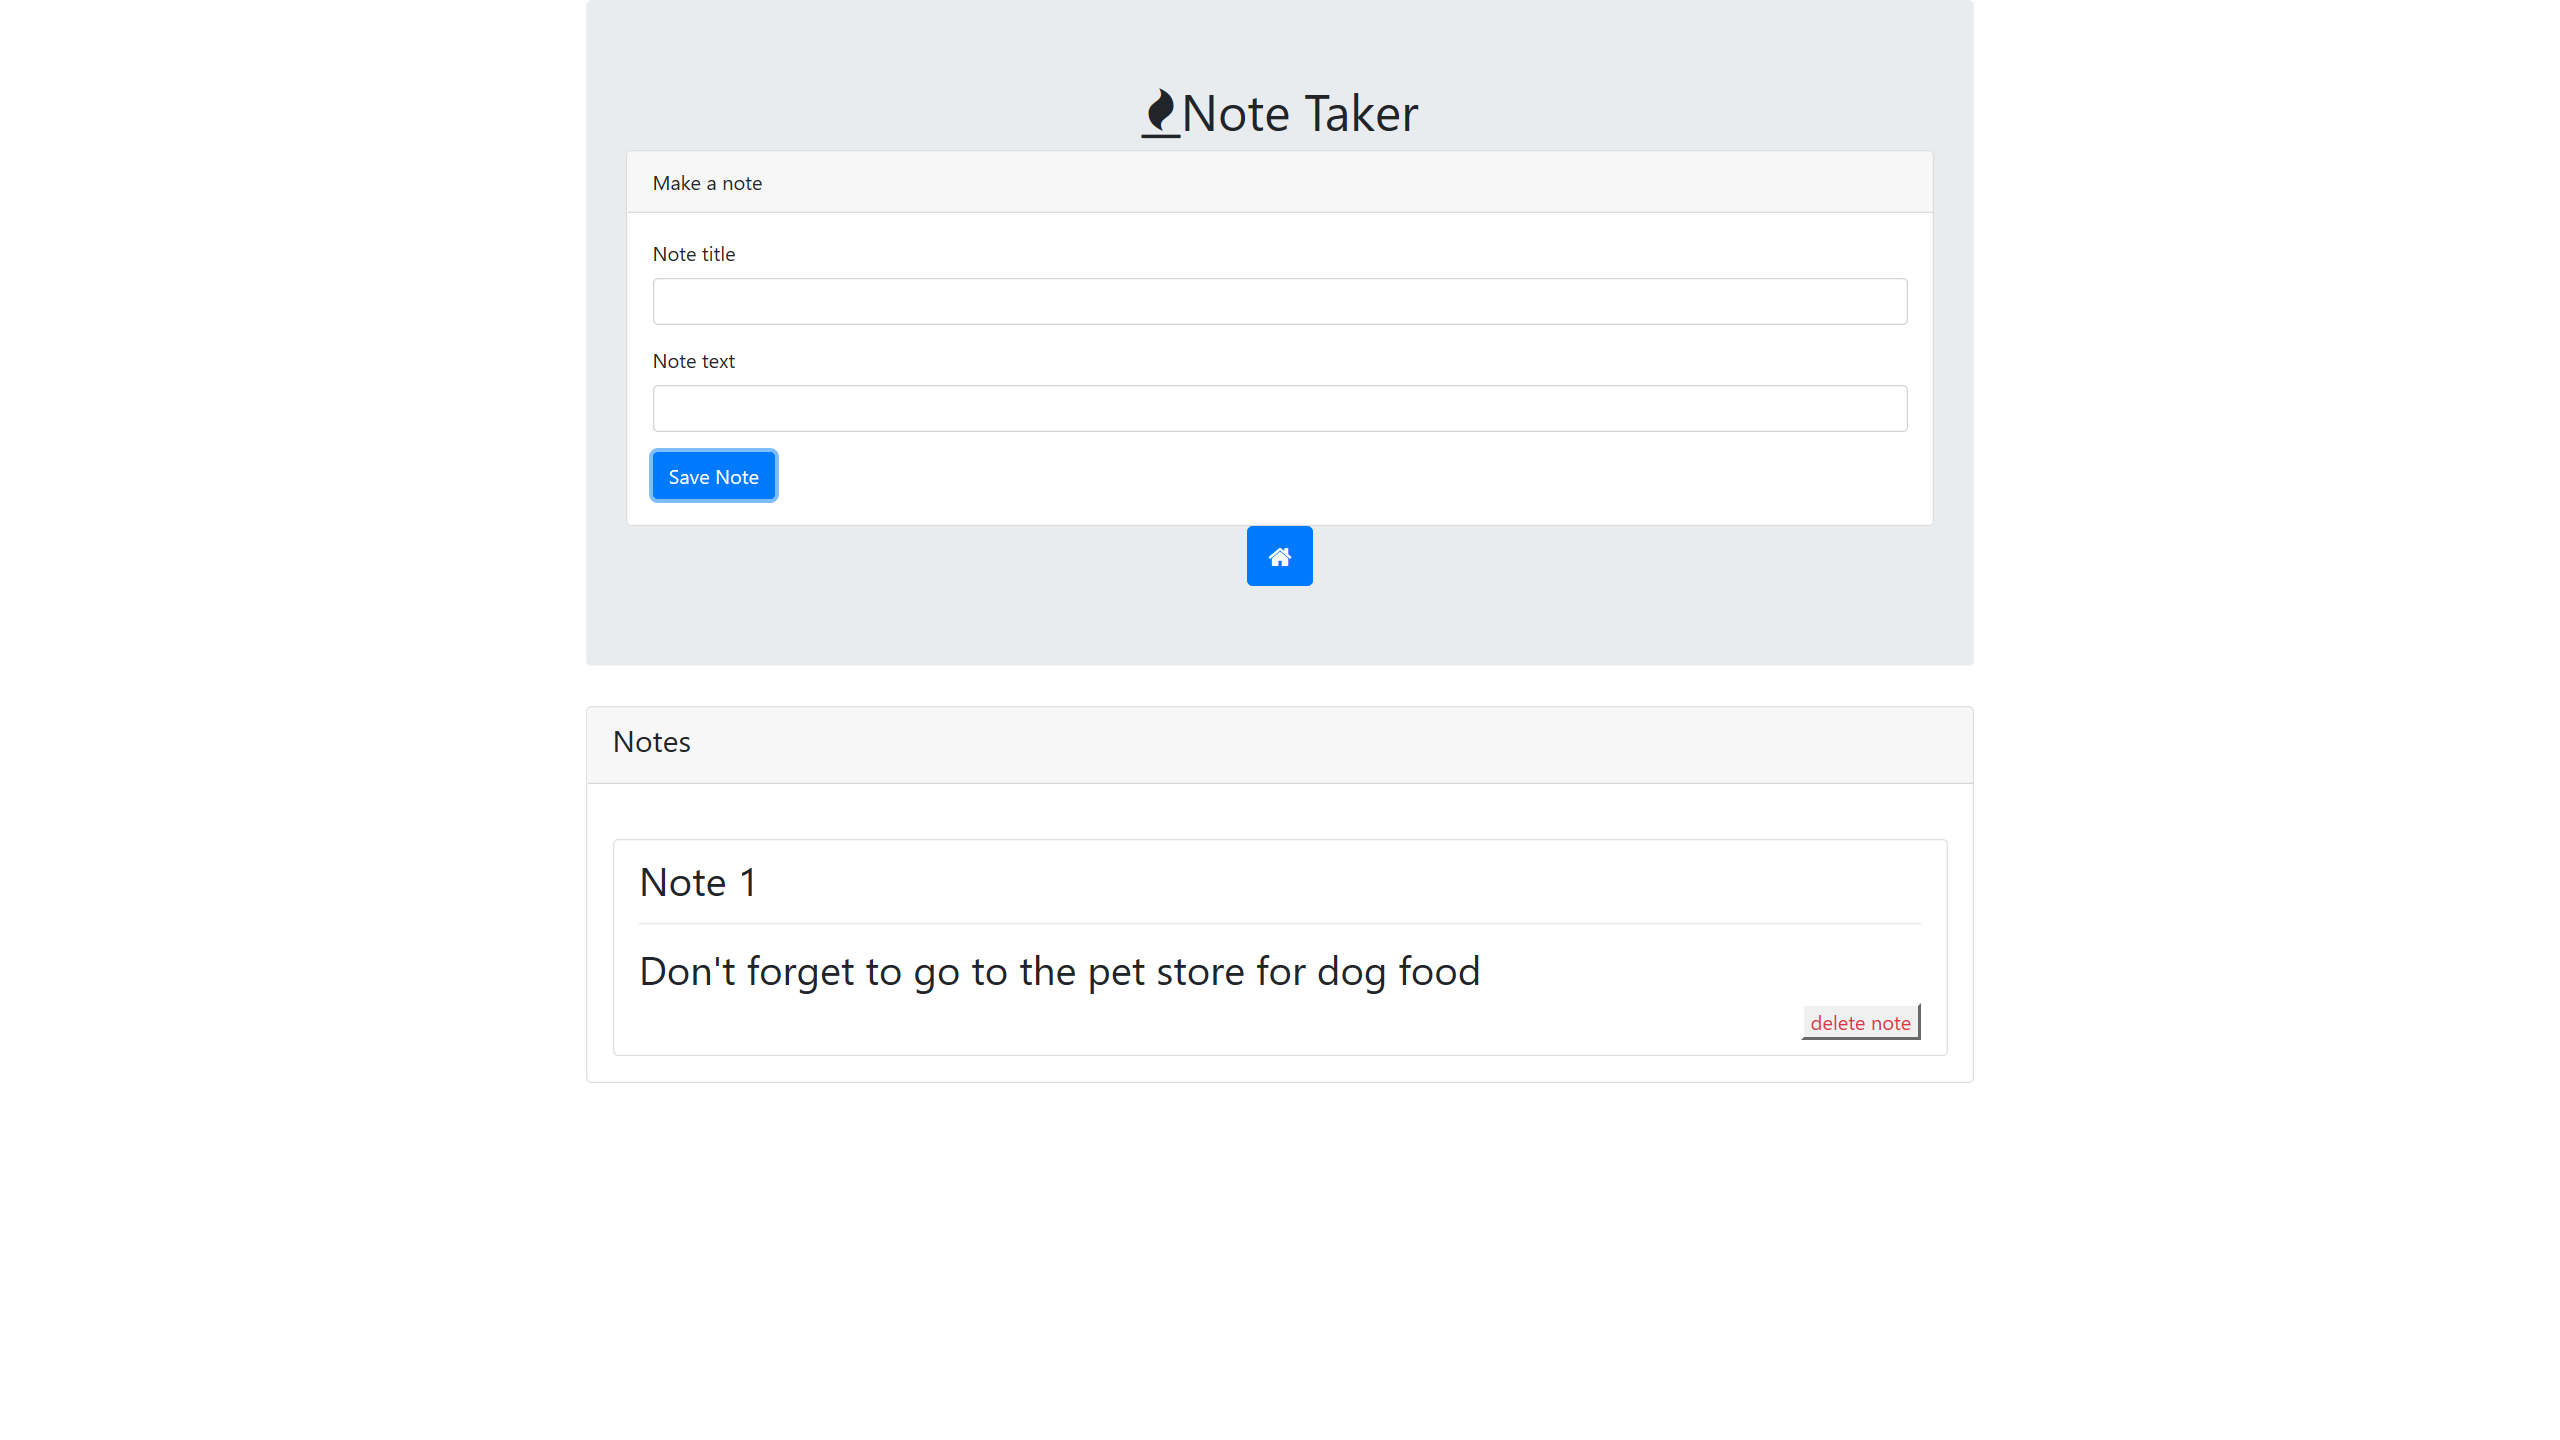 Note Taker
Make a note
Note title
Note text
Save Note
Notes
Note 1
Don't forget to go to the pet store for dog food
delete note